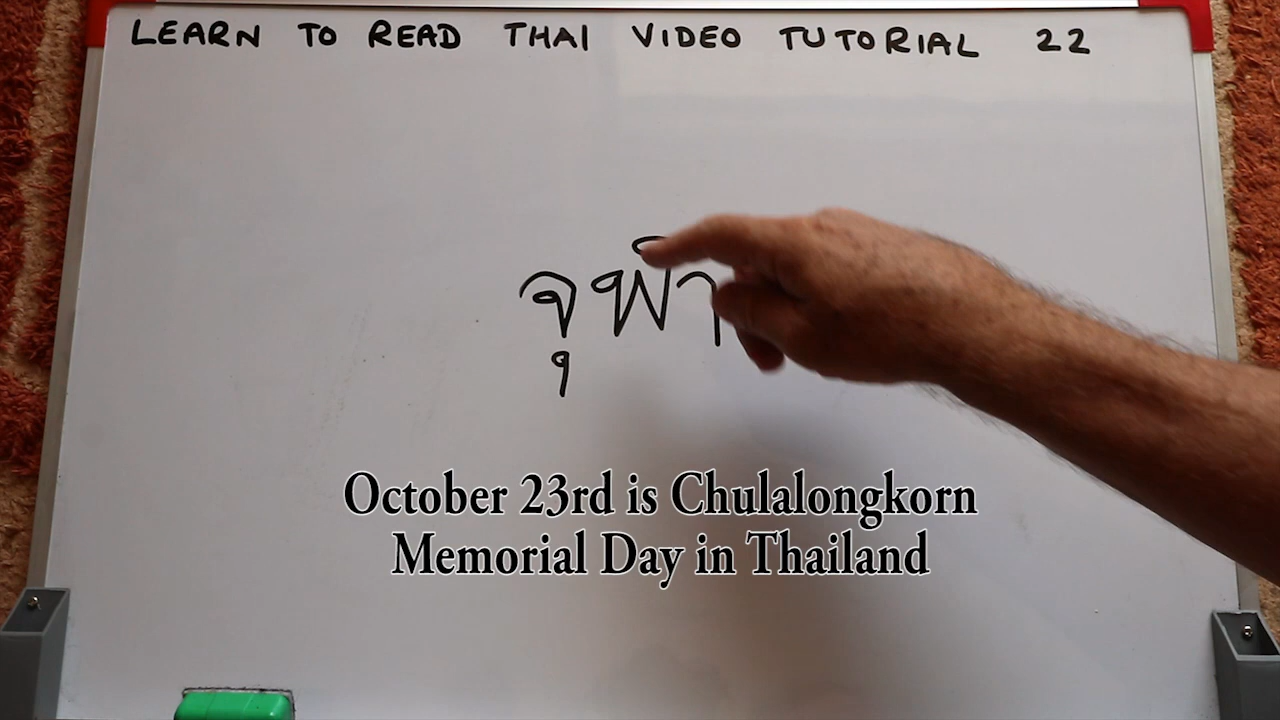 LEARN TO READ THAI VIDEO TUTORIAL 22
จุฬา
October 23rd is Chulalongkorn
Memorial Day in Thailand